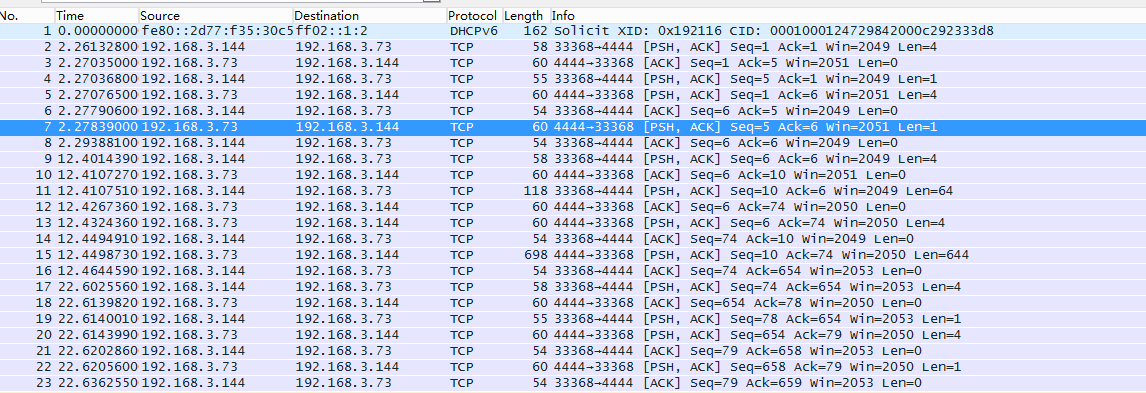 No. Time Source Destination Protocol Length Info
1 0.00000000 fe80::2d77:f35:30c5 ff02::1:2 DHCPv6 162 Solicit XID: 0x192116 CID: 0001000124729842000c292333d8
2 2.26132800 192.168.3.144 192.168.3.73 TCP 58 33368→4444 [PSH, ACK] Seq=1 Ack=1 Win=2049 Len=4
3 2.27035000 192.168.3.73 192.168.3.144 TCP 60 4444→33368 [ACK] Seq=1 Ack=5 Win=2051 Len=0
4 2.27036800 192.168.3.144 192.168.3.73 TCP 55 33368→4444 [PSH, ACK] Seq=5 Ack=1 Win=2049 Len=1
5 2.27076500 192.168.3.73 192.168.3.144 TCP 60 4444→33368 [PSH, ACK] Seq=1 Ack=6 Win=2051 Len=4
6 2.27790600 192.168.3.144 192.168.3.73 TCP 54 33368→4444 [ACK] Seq=6 Ack=5 Win=2049 Len=0
7 2.27839000 192.168.3.73 192.168.3.144 TCP 60 4444→33368 [PSH, ACK] Seq=5 Ack=6 Win=2051 Len=1
8 2.29388100 192.168.3.144 192.168.3.73 TCP 54 33368→4444 [ACK] Seq=6 Ack=6 Win=2049 Len=0
9 12.4014390 192.168.3.144 192.168.3.73 TCP 58 33368→4444 [PSH, ACK] Seq=6 Ack=6 Win=2049 Len=4
10 12.4107270 192.168.3.73 192.168.3.144 TCP 60 4444→33368 [ACK] Seq=6 Ack=10 Win=2051 Len=0
11 12.4107510 192.168.3.144 192.168.3.73 TCP 118 33368→4444 [PSH, ACK] Seq=10 Ack=6 Win=2049 Len=64
12 12.4267360 192.168.3.73 192.168.3.144 TCP 60 4444→33368 [ACK] Seq=6 Ack=74 Win=2050 Len=0
13 12.4324360 192.168.3.73 192.168.3.144 TCP 60 4444→33368 [PSH, ACK] Seq=6 Ack=74 Win=2050 Len=4
14 12.4494910 192.168.3.144 192.168.3.73 TCP 54 33368→4444 [ACK] Seq=74 Ack=10 Win=2049 Len=0
15 12.4498730 192.168.3.73 192.168.3.144 TCP 698 4444→33368 [PSH, ACK] Seq=10 Ack=74 Win=2050 Len=644
16 12.4644590 192.168.3.144 192.168.3.73 TCP 54 33368→4444 [ACK] Seq=74 Ack=654 Win=2053 Len=0
17 22.6025560 192.168.3.144 192.168.3.73 TCP 58 33368→4444 [PSH, ACK] Seq=74 Ack=654 Win=2053 Len=4
18 22.6139820 192.168.3.73 192.168.3.144 TCP 60 4444→33368 [ACK] Seq=654 Ack=78 Win=2050 Len=0
19 22.6140010 192.168.3.144 192.168.3.73 TCP 55 33368→4444 [PSH, ACK] Seq=78 Ack=654 Win=2053 Len=1
20 22.6143990 192.168.3.73 192.168.3.144 TCP 60 4444→33368 [PSH, ACK] Seq=654 Ack=79 Win=2050 Len=4
21 22.6202860 192.168.3.144 192.168.3.73 TCP 54 33368→4444 [ACK] Seq=79 Ack=658 Win=2053 Len=0
22 22.6205600 192.168.3.73 192.168.3.144 TCP 60 4444→33368 [PSH, ACK] Seq=658 Ack=79 Win=2050 Len=1
23 22.6362550 192.168.3.144 192.168.3.73 TCP 54 33368→4444 [ACK] Seq=79 Ack=659 Win=2053 Len=0